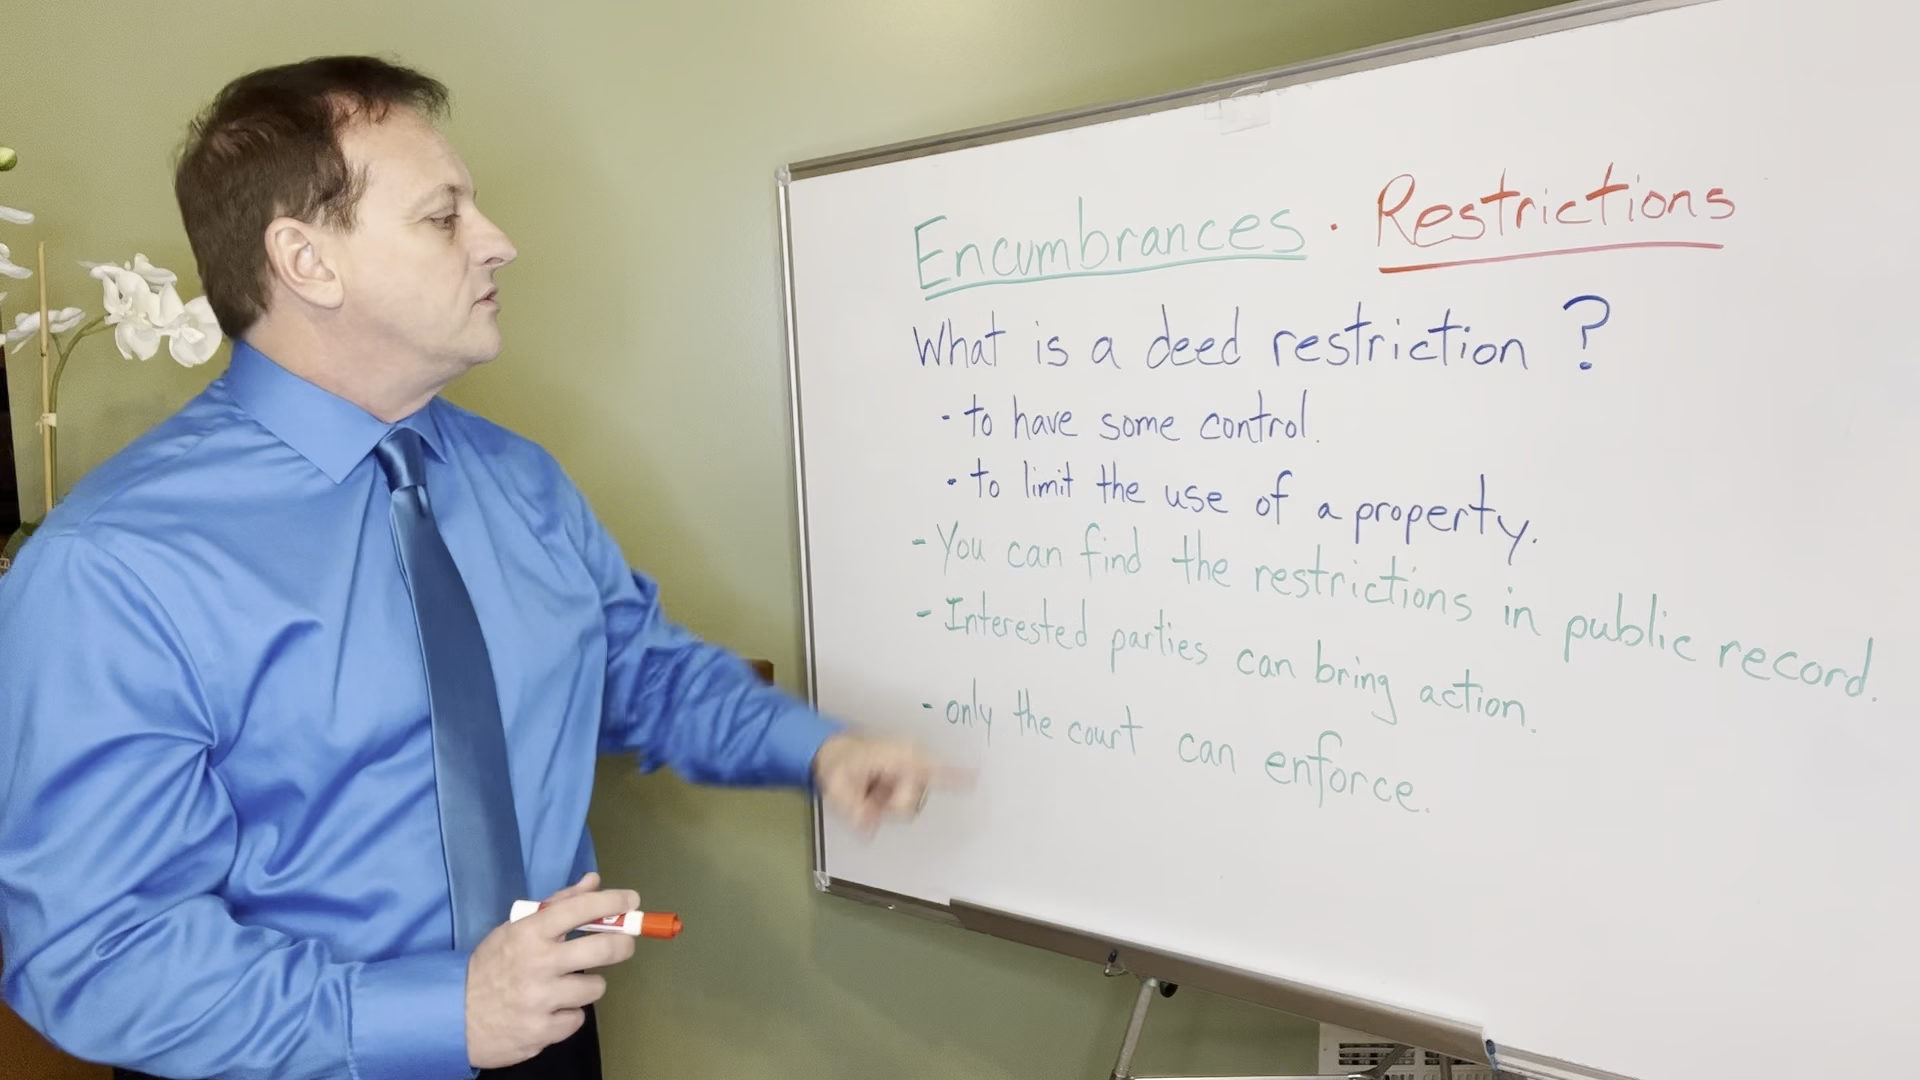 Encumbrances · Restrictions
What is a deed restriction ?
- to have some control.
- to limit the use of a property.
- You can find the restrictions in public record.
- Interested parties can bring action.
- only the court can enforce.